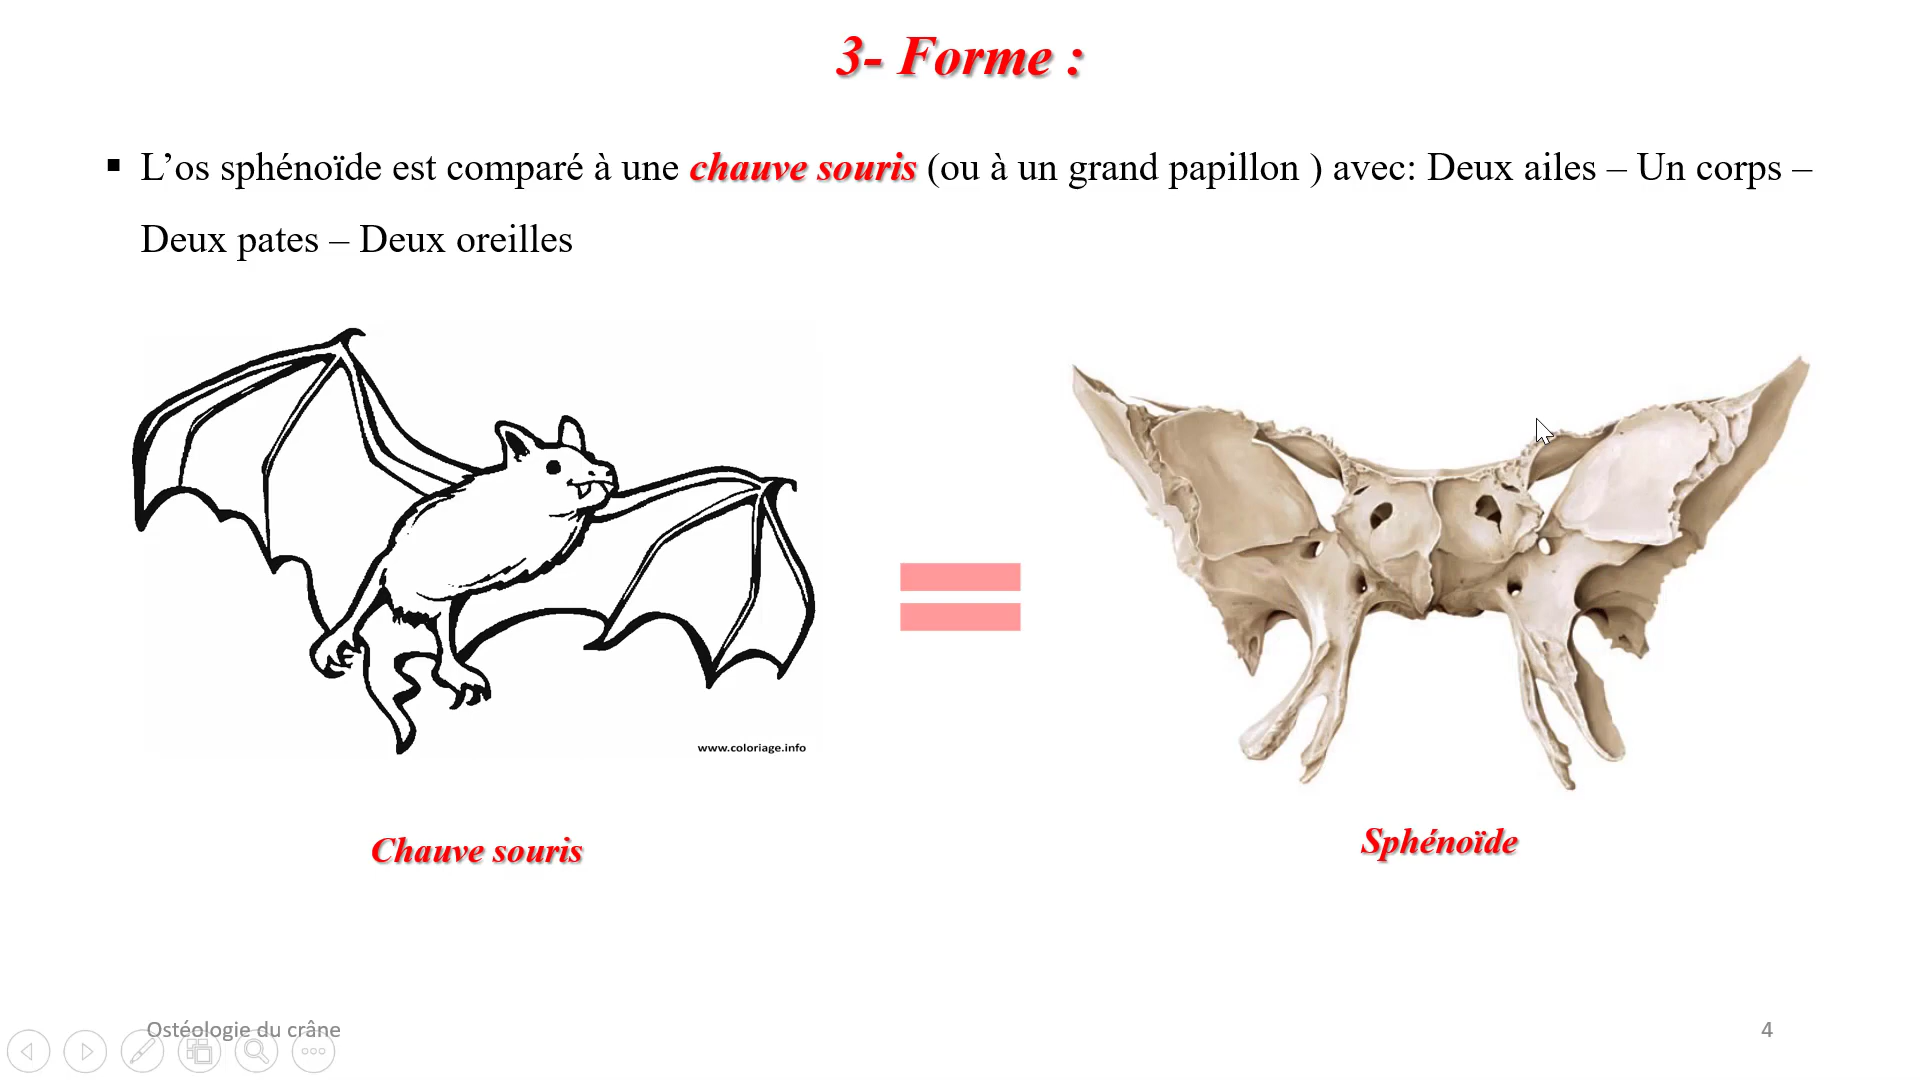 3- Forme :
▪ L’os sphénoïde est comparé à une chauve souris (ou à un grand papillon ) avec: Deux ailes – Un corps –
Deux pates – Deux oreilles
www.coloriage.info
Chauve souris
Sphénoïde
Ostéologie du crâne
4